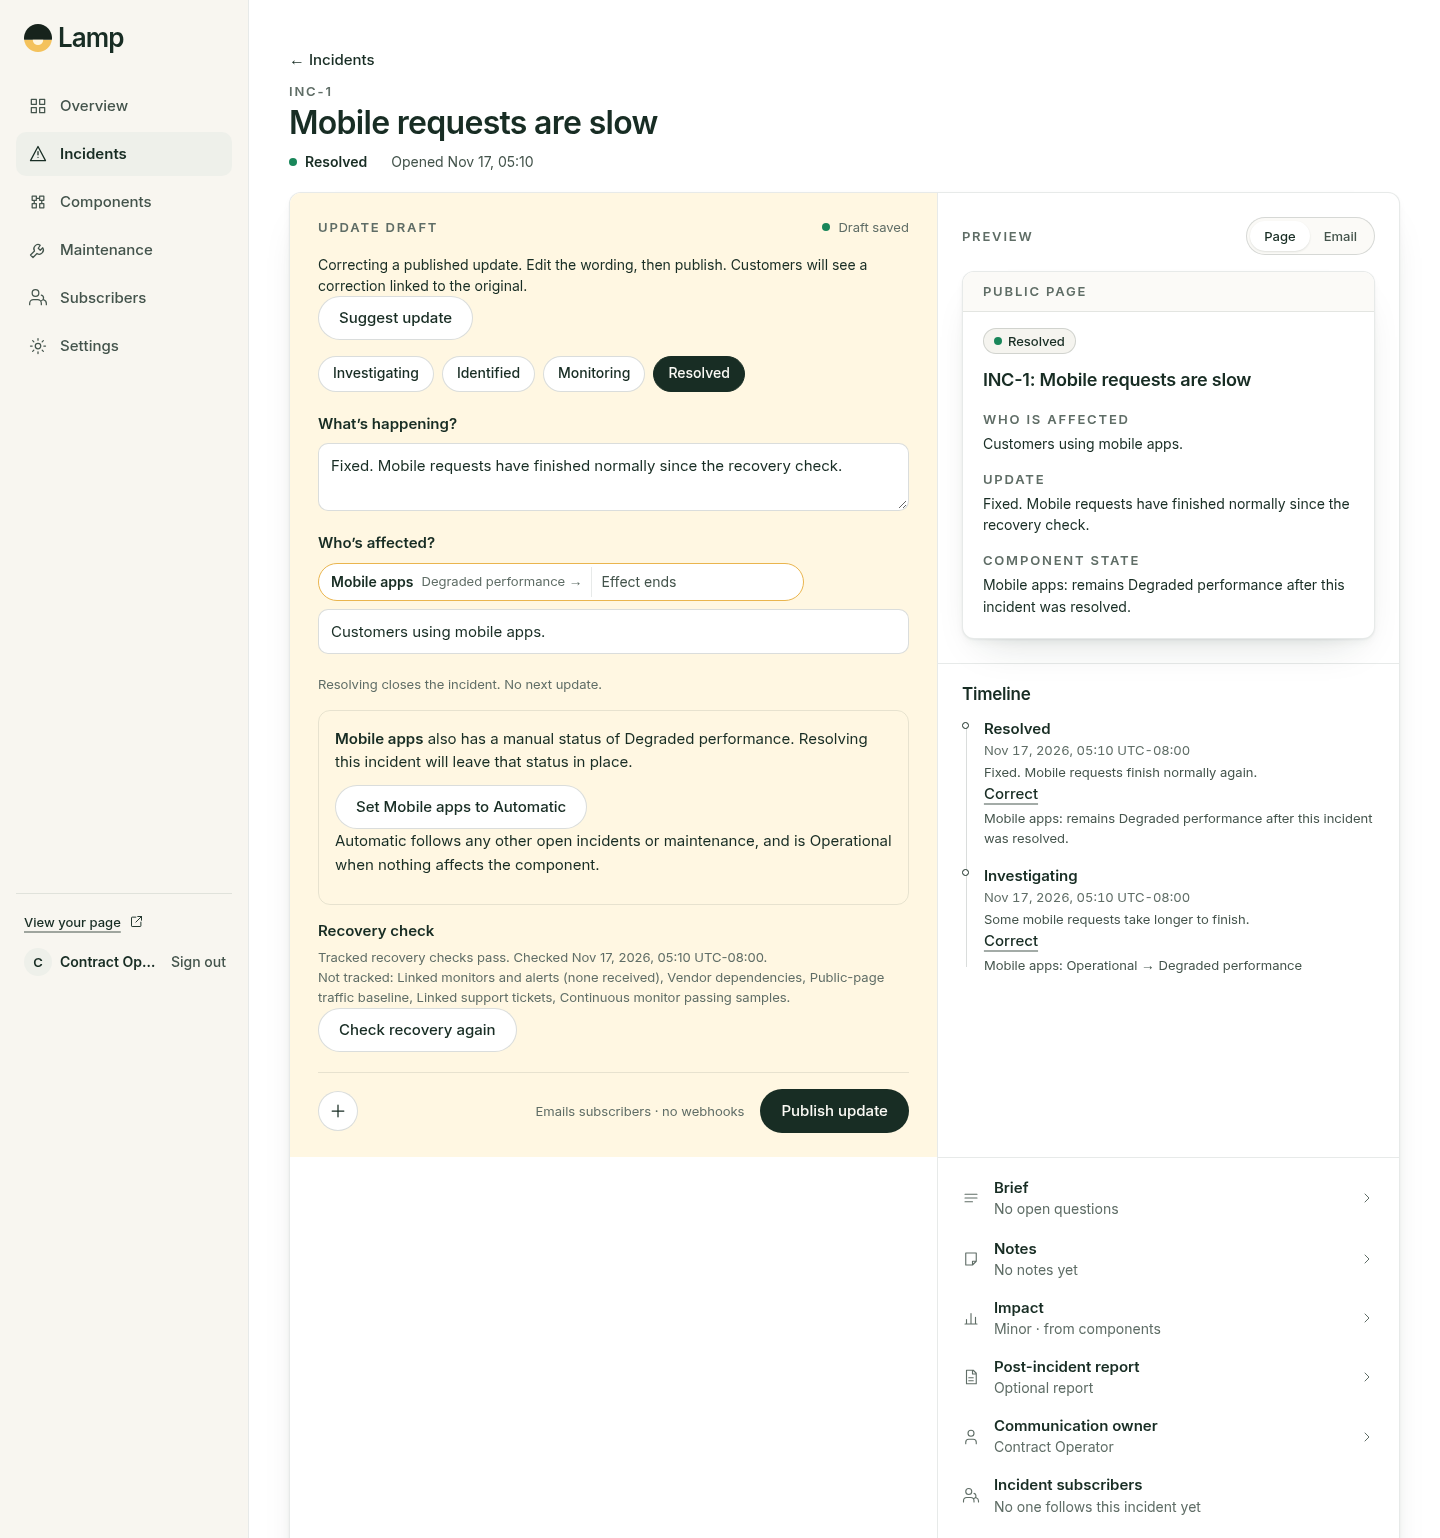 Lamp
Overview
Incidents
Components
Maintenance
Subscribers
Settings
View your page
C
Contract Op...
Sign out
← Incidents
INC-1
Mobile requests are slow
Resolved
Opened Nov 17, 05:10
UPDATE DRAFT
Draft saved
Correcting a published update. Edit the wording, then publish. Customers will see a
correction linked to the original.
Suggest update
Investigating
Identified
Monitoring
Resolved
What's happening?
Fixed. Mobile requests have finished normally since the recovery check.
Who's affected?
Mobile apps Degraded performance → Effect ends
Customers using mobile apps.
Resolving closes the incident. No next update.
Mobile apps also has a manual status of Degraded performance. Resolving
this incident will leave that status in place.
Set Mobile apps to Automatic
Automatic follows any other open incidents or maintenance, and is Operational
when nothing affects the component.
Recovery check
Tracked recovery checks pass. Checked Nov 17, 2026, 05:10 UTC-08:00.
Not tracked: Linked monitors and alerts (none received), Vendor dependencies, Public-page
traffic baseline, Linked support tickets, Continuous monitor passing samples.
Check recovery again
Emails subscribers · no webhooks
Publish update
PREVIEW
Page
Email
PUBLIC PAGE
Resolved
INC-1: Mobile requests are slow
WHO IS AFFECTED
Customers using mobile apps.
UPDATE
Fixed. Mobile requests have finished normally since the
recovery check.
COMPONENT STATE
Mobile apps: remains Degraded performance after this
incident was resolved.
Timeline
Resolved
Nov 17, 2026, 05:10 UTC-08:00
Fixed. Mobile requests finish normally again.
Correct
Mobile apps: remains Degraded performance after this incident
was resolved.
Investigating
Nov 17, 2026, 05:10 UTC-08:00
Some mobile requests take longer to finish.
Correct
Mobile apps: Operational → Degraded performance
Brief
No open questions
Notes
No notes yet
Impact
Minor · from components
Post-incident report
Optional report
Communication owner
Contract Operator
Incident subscribers
No one follows this incident yet